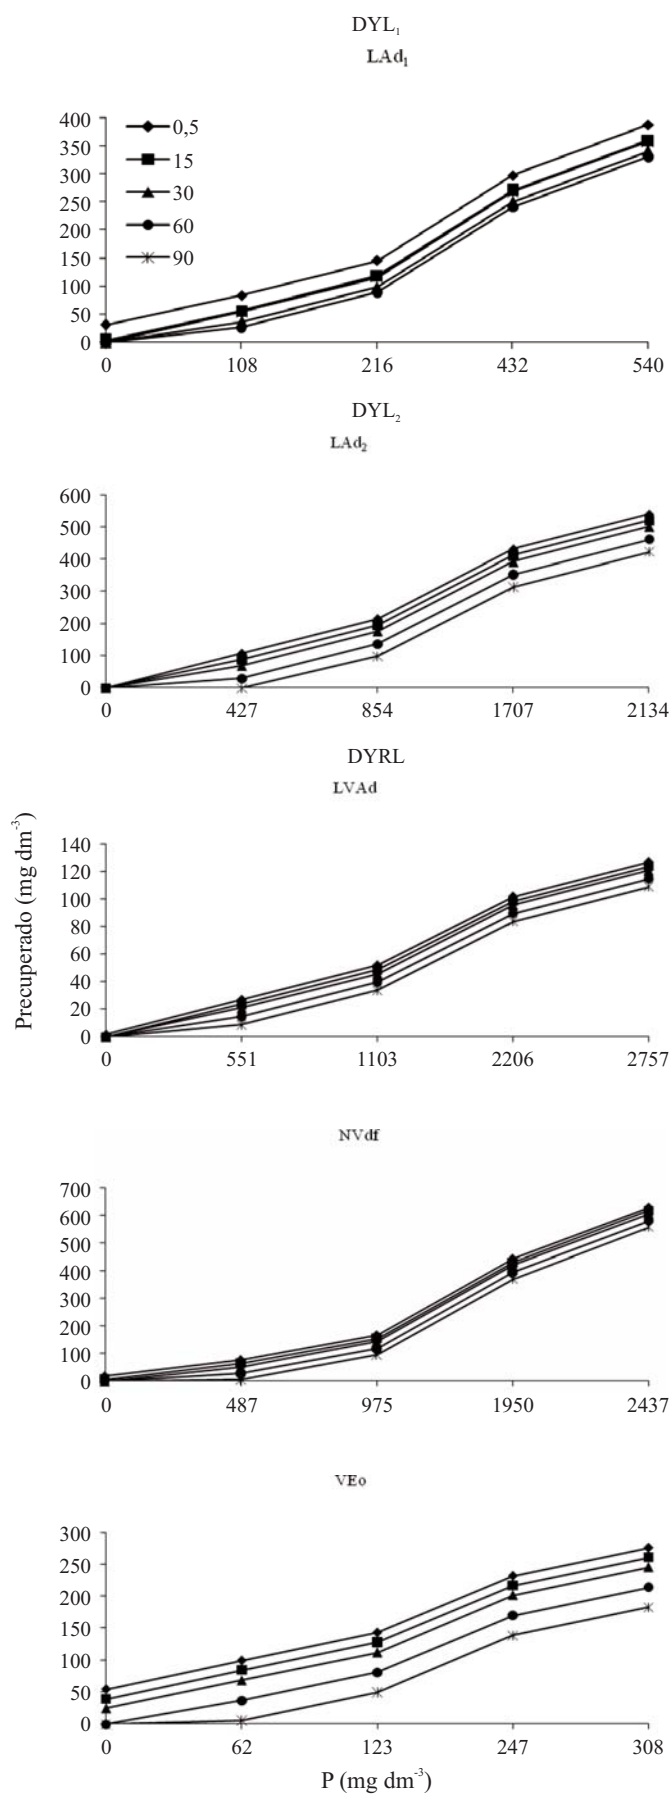 DYL₁
LAd₁
400
350
300
250
200
150
100
50
0
0,5
15
30
60
90
0 108 216 432 540
DYL₂
LAd₂
600
500
400
300
200
100
0
0 427 854 1707 2134
DYRL
LVAd
Precuperado (mg dm⁻³)
140
120
100
80
60
40
20
0
0 551 1103 2206 2757
NVdf
700
600
500
400
300
200
100
0
0 487 975 1950 2437
VEo
300
250
200
150
100
50
0
0 62 123 247 308
P (mg dm⁻³)